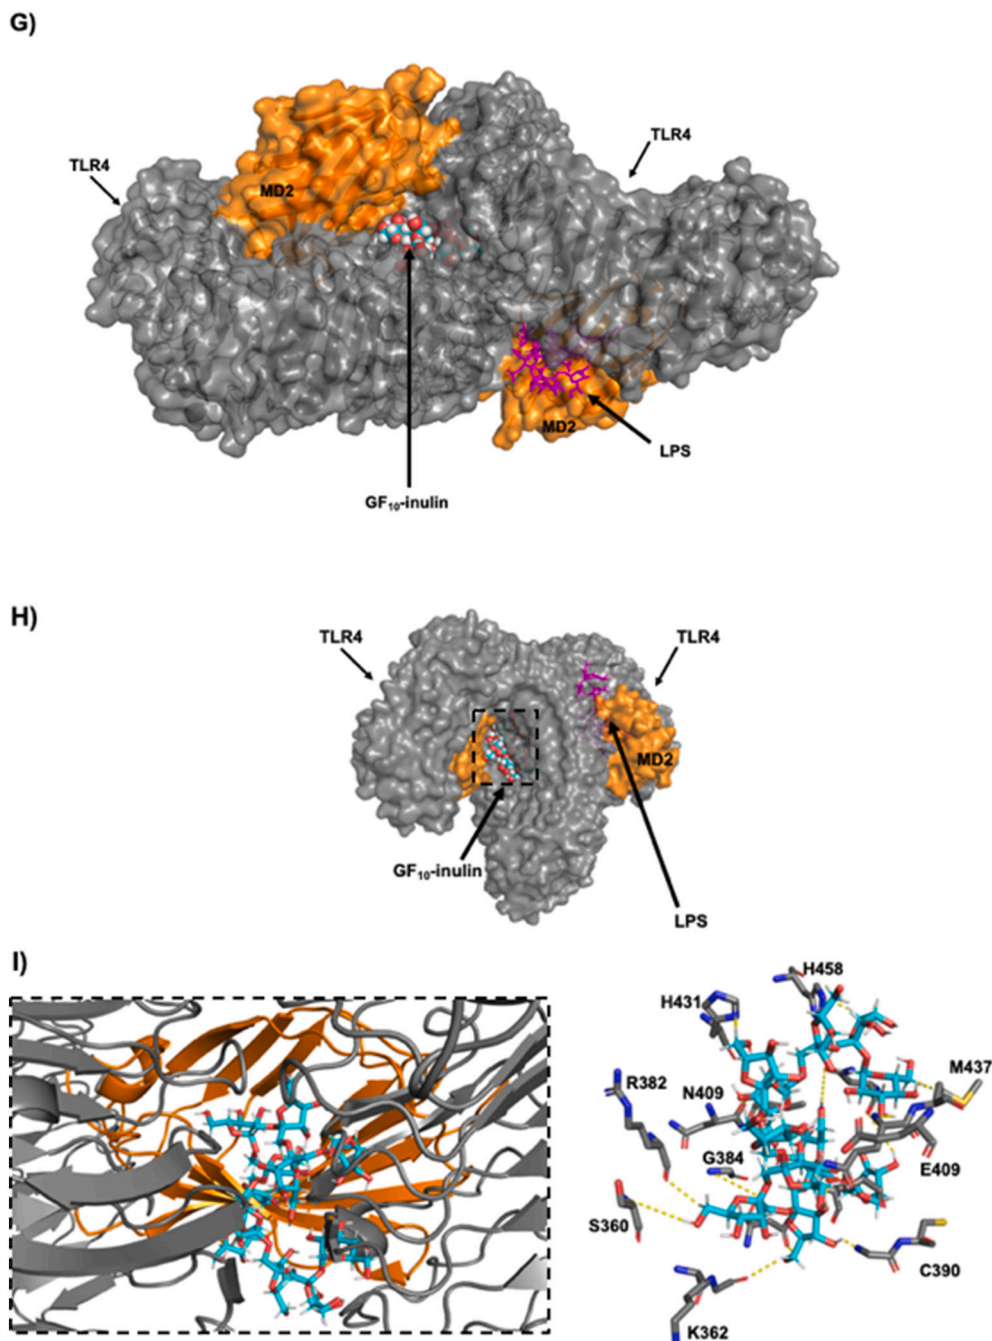 G)
TLR4
TLR4
MD2
MD2
LPS
GF₁₀-inulin
H)
TLR4
TLR4
MD2
GF₁₀-inulin
LPS
I)
H458
H431
M437
R382
N409
G384
E409
S360
C390
K362